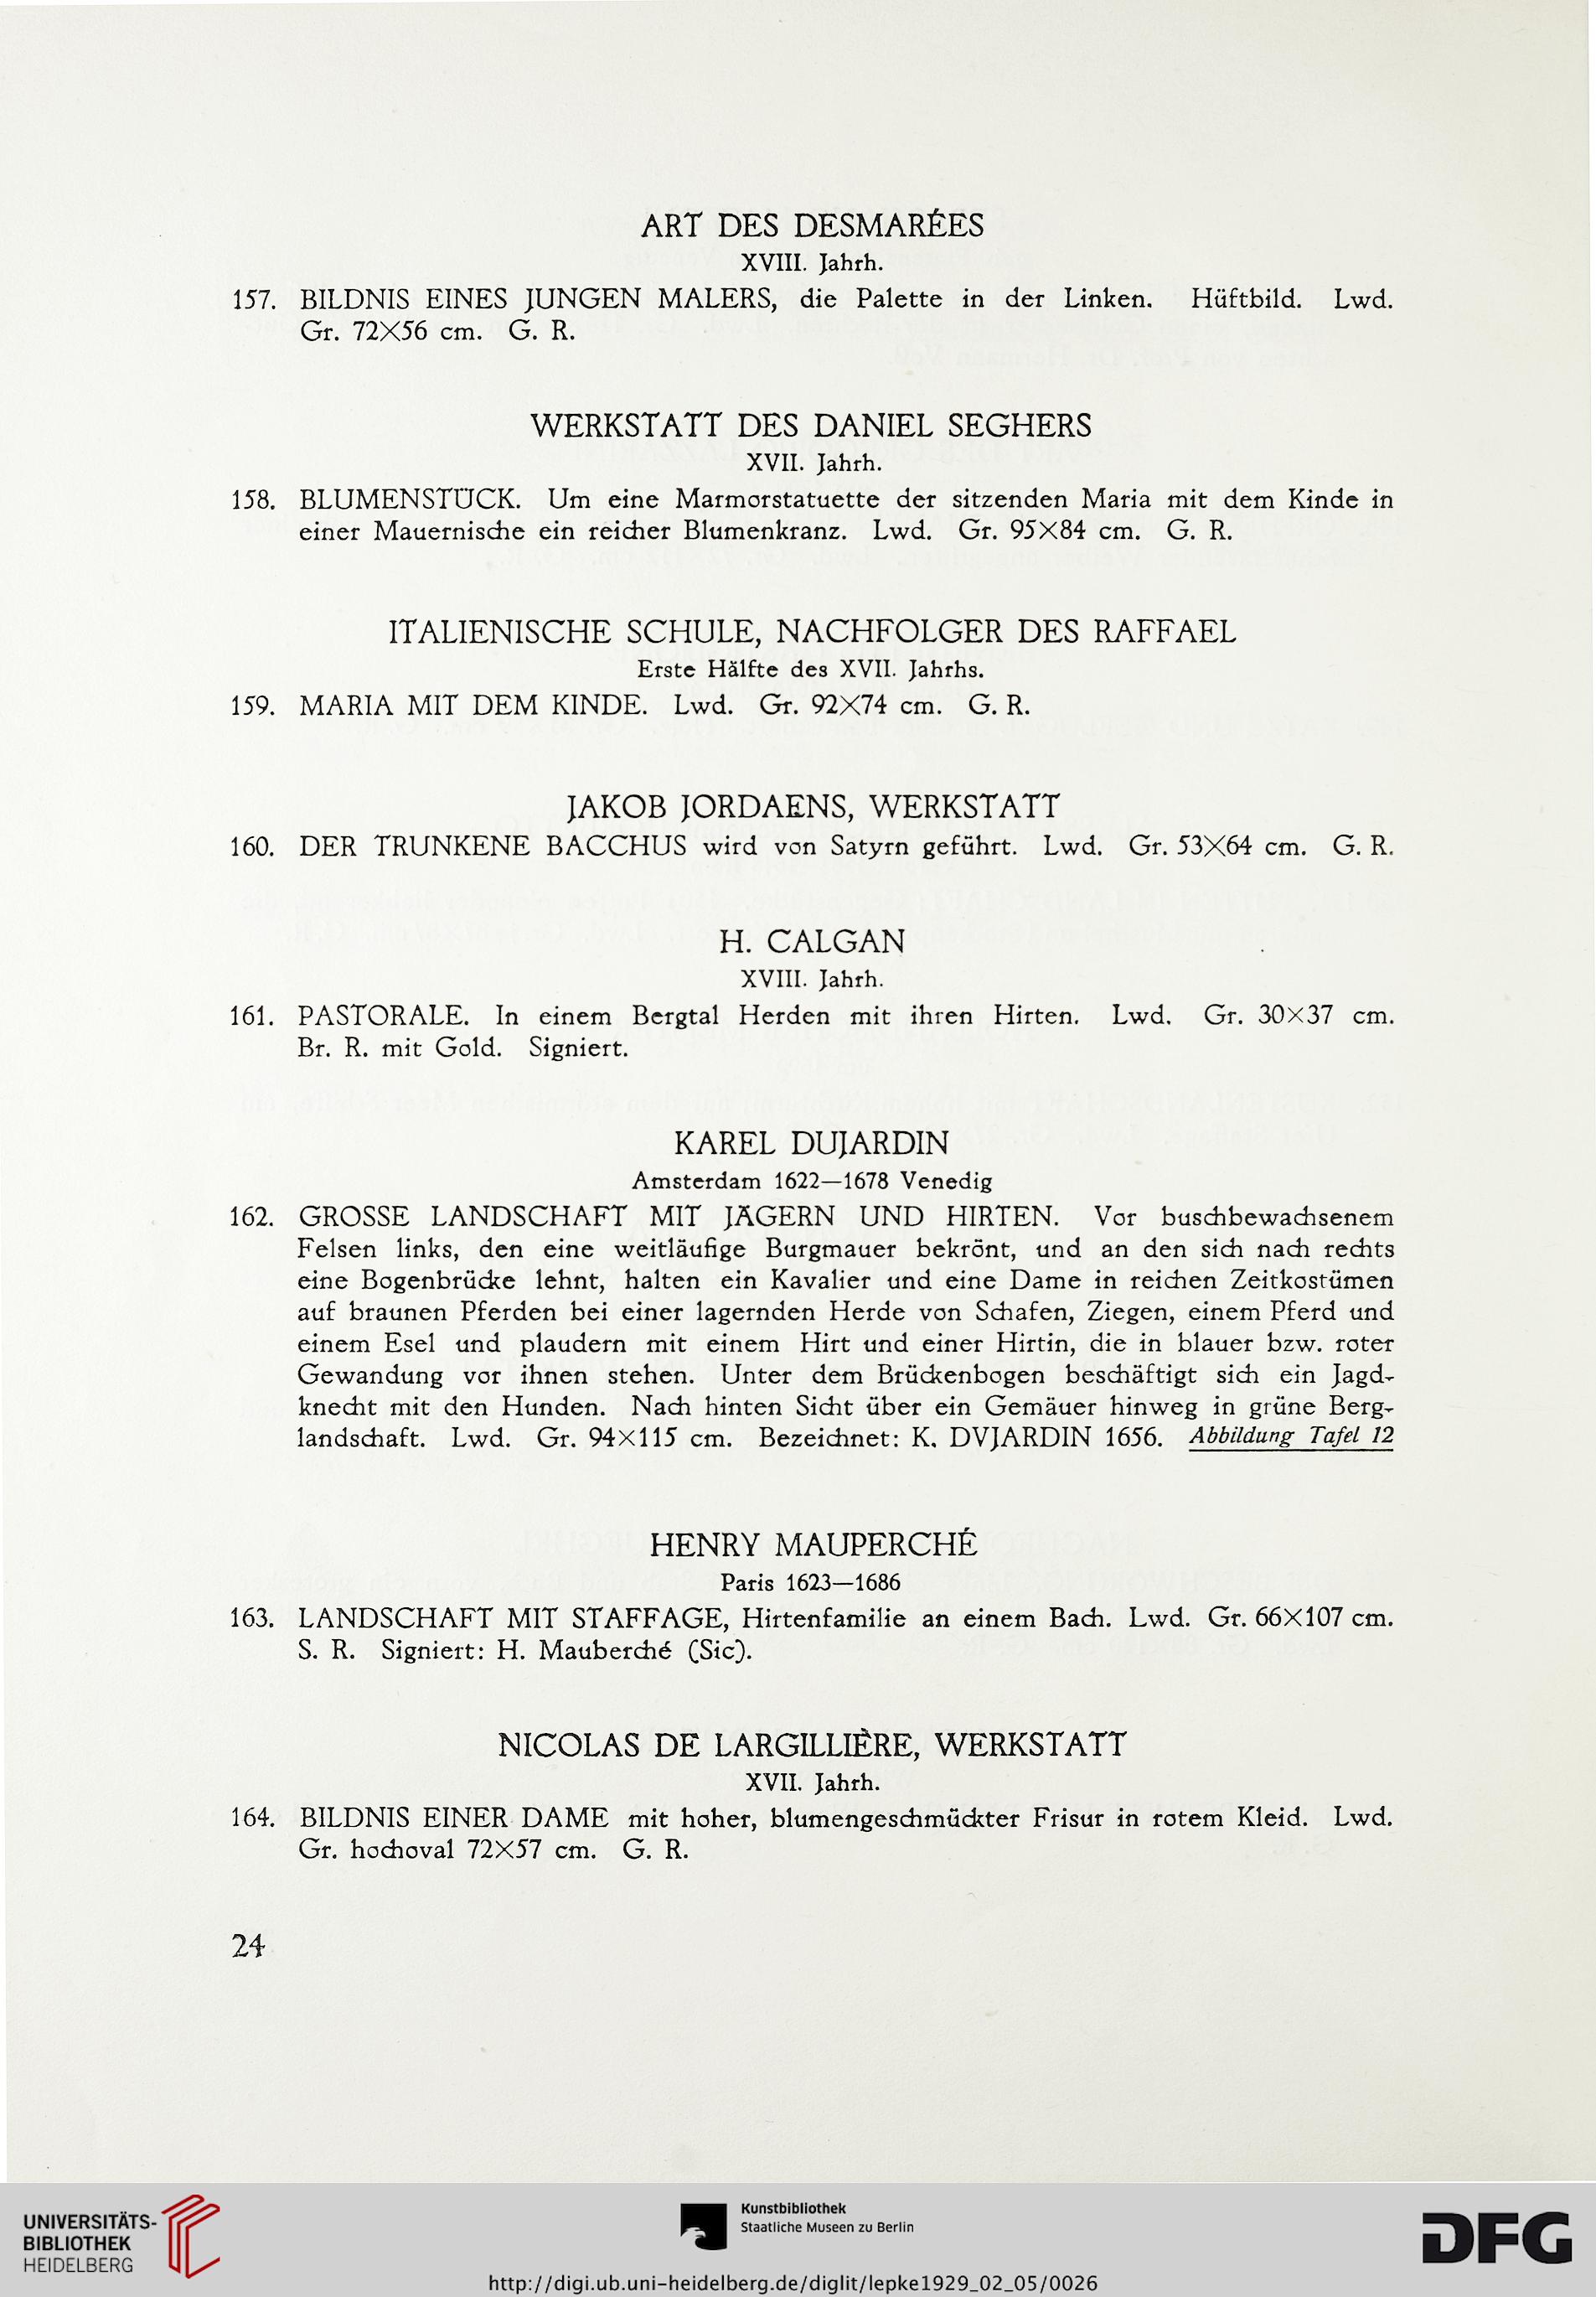 ART DES DESMARÉES
XVIII. Jahrh.
157. BILDNIS EINES JUNGEN MALERS, die Palette in der Linken. Hüftbild. Lwd.
Gr. 72×56 cm. G. R.
WERKSTATT DES DANIEL SEGHERS
XVII. Jahrh.
158. BLUMENSTÜCK. Um eine Marmorstatuette der sitzenden Maria mit dem Kinde in
einer Mauernische ein reicher Blumenkranz. Lwd. Gr. 95×84 cm. G. R.
ITALIENISCHE SCHULE, NACHFOLGER DES RAFFAEL
Erste Hälfte des XVII. Jahrhs.
159. MARIA MIT DEM KINDE. Lwd. Gr. 92×74 cm. G. R.
JAKOB JORDAENS, WERKSTATT
160. DER TRUNKENE BACCHUS wird von Satyrn geführt. Lwd. Gr. 53×64 cm. G. R.
H. CALGAN
XVIII. Jahrh.
161. PASTORALE. In einem Bergtal Herden mit ihren Hirten. Lwd. Gr. 30×37 cm.
Br. R. mit Gold. Signiert.
KAREL DUJARDIN
Amsterdam 1622—1678 Venedig
162. GROSSE LANDSCHAFT MIT JÄGERN UND HIRTEN. Vor buschbewachsenem
Felsen links, den eine weitläufige Burgmauer bekrönt, und an den sich nach rechts
eine Bogenbrücke lehnt, halten ein Kavalier und eine Dame in reichen Zeitkostümen
auf braunen Pferden bei einer lagernden Herde von Schafen, Ziegen, einem Pferd und
einem Esel und plaudern mit einem Hirt und einer Hirtin, die in blauer bzw. roter
Gewandung vor ihnen stehen. Unter dem Brückenbogen beschäftigt sich ein Jagd-
knecht mit den Hunden. Nach hinten Sicht über ein Gemäuer hinweg in grüne Berg-
landschaft. Lwd. Gr. 94×115 cm. Bezeichnet: K. DVJARDIN 1656. Abbildung Tafel 12
HENRY MAUPERCHÉ
Paris 1623—1686
163. LANDSCHAFT MIT STAFFAGE, Hirtenfamilie an einem Bach. Lwd. Gr. 66×107 cm.
S. R. Signiert: H. Mauberché (Sic).
NICOLAS DE LARGILLIÈRE, WERKSTATT
XVII. Jahrh.
164. BILDNIS EINER DAME mit hoher, blumengeschmückter Frisur in rotem Kleid. Lwd.
Gr. hochoval 72×57 cm. G. R.
24
UNIVERSITÄTS-
BIBLIOTHEK
HEIDELBERG
Kunstbibliothek
Staatliche Museen zu Berlin
DFG
http://digi.ub.uni-heidelberg.de/diglit/lepke1929_02_05/0026